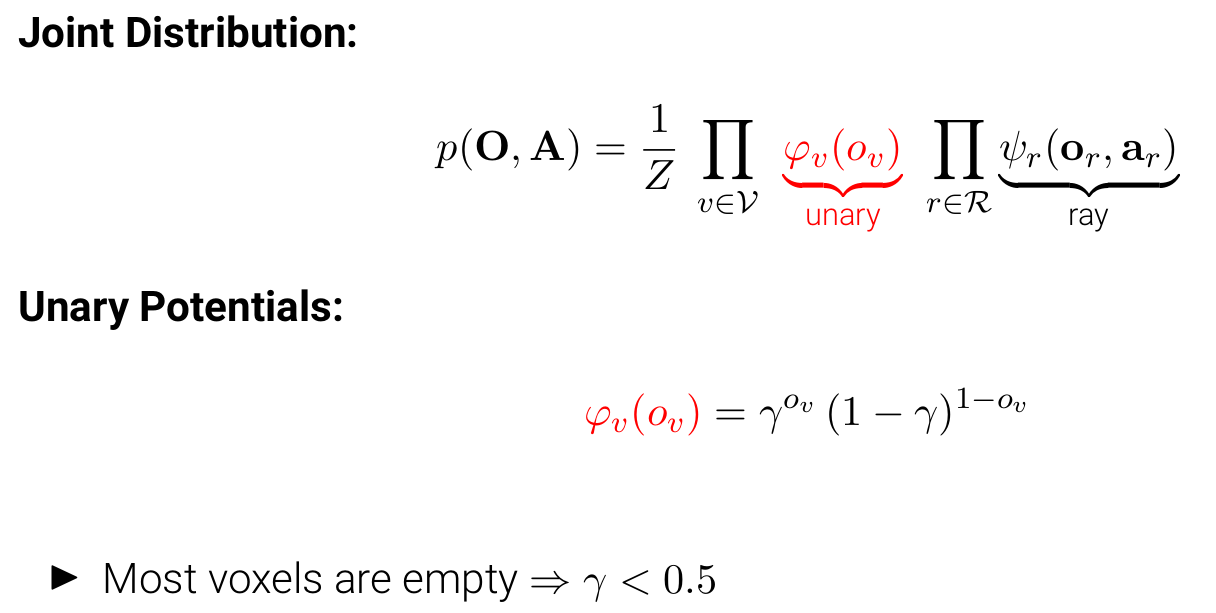 Joint Distribution:
p(O, A) = 1/Z ∏_{v∈𝒱} φ_v(o_v) ∏_{r∈ℛ} ψ_r(o_r, a_r)
unary ray
Unary Potentials:
φ_v(o_v) = γ^{o_v} (1 − γ)^{1−o_v}
► Most voxels are empty ⇒ γ < 0.5